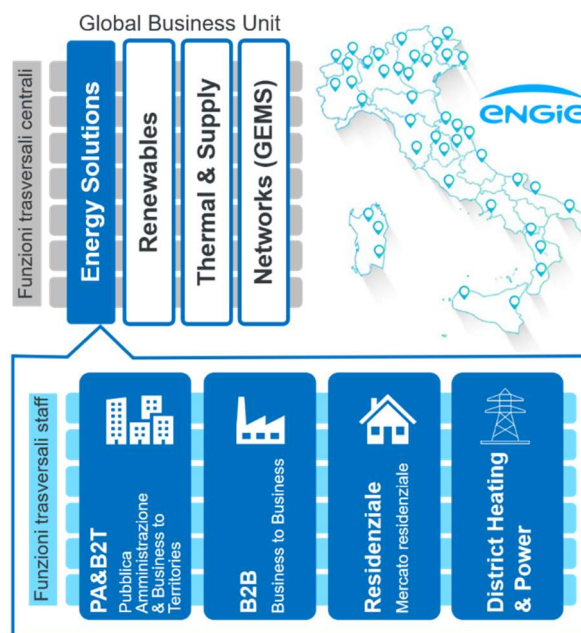 Global Business Unit
Funzioni trasversali centrali
Energy Solutions
Renewables
Thermal & Supply
Networks (GEMS)
ENGIE
Funzioni trasversali staff
PA&B2T
Pubblica
Amministrazione
& Business to
Territories
B2B
Business to Business
Residenziale
Mercato residenziale
District Heating
& Power